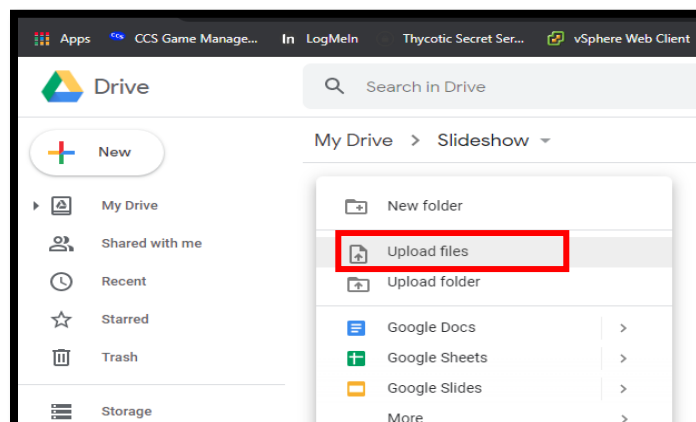 Apps CCS CCS Game Manage... In LogMeIn Thycotic Secret Ser... vSphere Web Client
Drive
Search in Drive
New
My Drive > Slideshow
My Drive
Shared with me
Recent
Starred
Trash
Storage
New folder
Upload files
Upload folder
Google Docs >
Google Sheets >
Google Slides >
More >